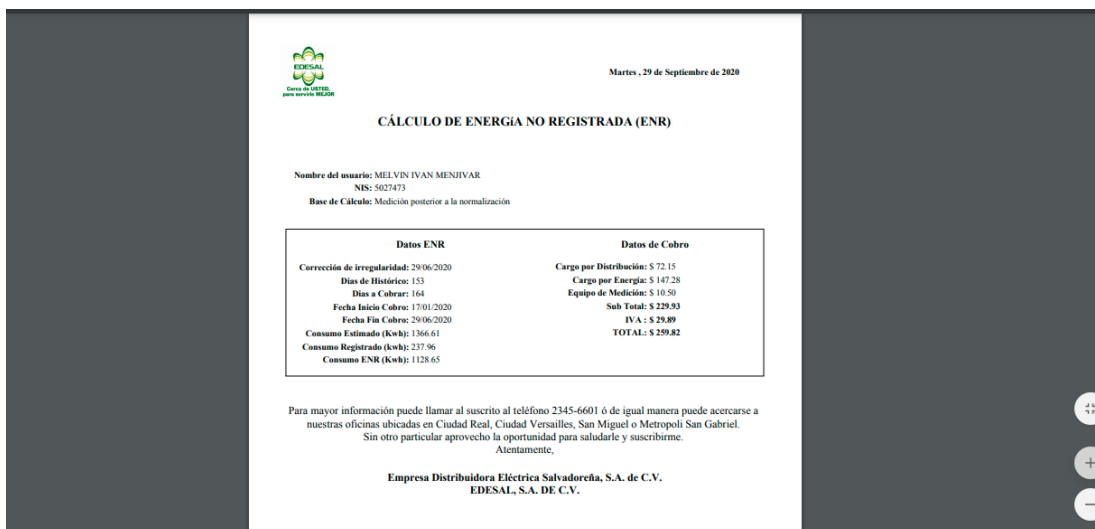 EDESAL
Cerca de USTED,
para servirle MEJOR
Martes , 29 de Septiembre de 2020
CÁLCULO DE ENERGíA NO REGISTRADA (ENR)
Nombre del usuario: MELVIN IVAN MENJIVAR
NIS: 5027473
Base de Cálculo: Medición posterior a la normalización
Datos ENR
Corrección de irregularidad: 29/06/2020
Dias de Histórico: 153
Dias a Cobrar: 164
Fecha Inicio Cobro: 17/01/2020
Fecha Fin Cobro: 29/06/2020
Consumo Estimado (Kwh): 1366.61
Consumo Registrado (kwh): 237.96
Consumo ENR (Kwh): 1128.65
Datos de Cobro
Cargo por Distribución: $ 72.15
Cargo por Energía: $ 147.28
Equipo de Medición: $ 10.50
Sub Total: $ 229.93
IVA : $ 29.89
TOTAL: $ 259.82
Para mayor información puede llamar al suscrito al teléfono 2345-6601 ó de igual manera puede acercarse a
nuestras oficinas ubicadas en Ciudad Real, Ciudad Versailles, San Miguel o Metropoli San Gabriel.
Sin otro particular aprovecho la oportunidad para saludarle y suscribirme.
Atentamente,
Empresa Distribuidora Eléctrica Salvadoreña, S.A. de C.V.
EDESAL, S.A. DE C.V.